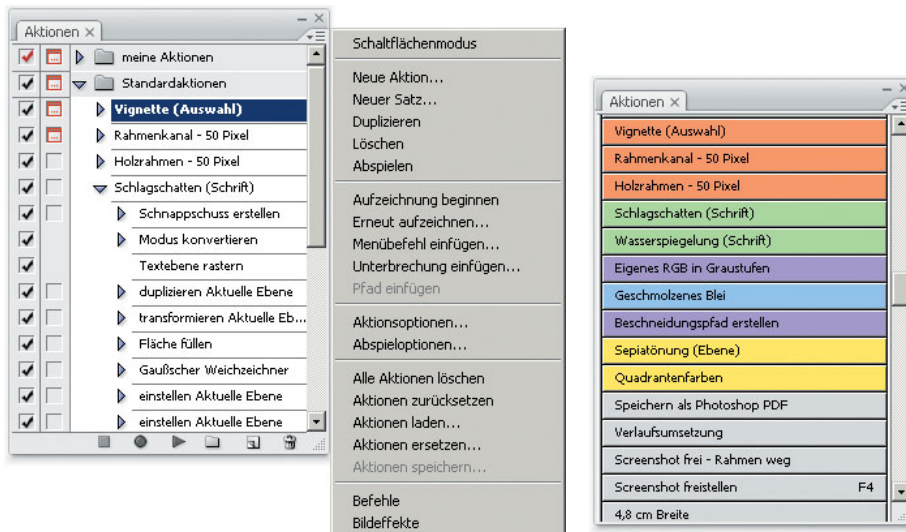 Aktionen
meine Aktionen
Standardaktionen
Vignette (Auswahl)
Rahmenkanal - 50 Pixel
Holzrahmen - 50 Pixel
Schlagschatten (Schrift)
Schnappschuss erstellen
Modus konvertieren
Textebene rastern
duplizieren Aktuelle Ebene
transformieren Aktuelle Eb...
Fläche füllen
Gaußscher Weichzeichner
einstellen Aktuelle Ebene
einstellen Aktuelle Ebene
Schaltflächenmodus
Neue Aktion...
Neuer Satz...
Duplizieren
Löschen
Abspielen
Aufzeichnung beginnen
Erneut aufzeichnen...
Menübefehl einfügen...
Unterbrechung einfügen...
Pfad einfügen
Aktionsoptionen...
Abspieloptionen...
Alle Aktionen löschen
Aktionen zurücksetzen
Aktionen laden...
Aktionen ersetzen...
Aktionen speichern...
Befehle
Bildeffekte
Aktionen
Vignette (Auswahl)
Rahmenkanal - 50 Pixel
Holzrahmen - 50 Pixel
Schlagschatten (Schrift)
Wasserspiegelung (Schrift)
Eigenes RGB in Graustufen
Geschmolzenes Blei
Beschneidungspfad erstellen
Sepiatönung (Ebene)
Quadrantenfarben
Speichern als Photoshop PDF
Verlaufsumsetzung
Screenshot frei - Rahmen weg
Screenshot freistellen F4
4,8 cm Breite